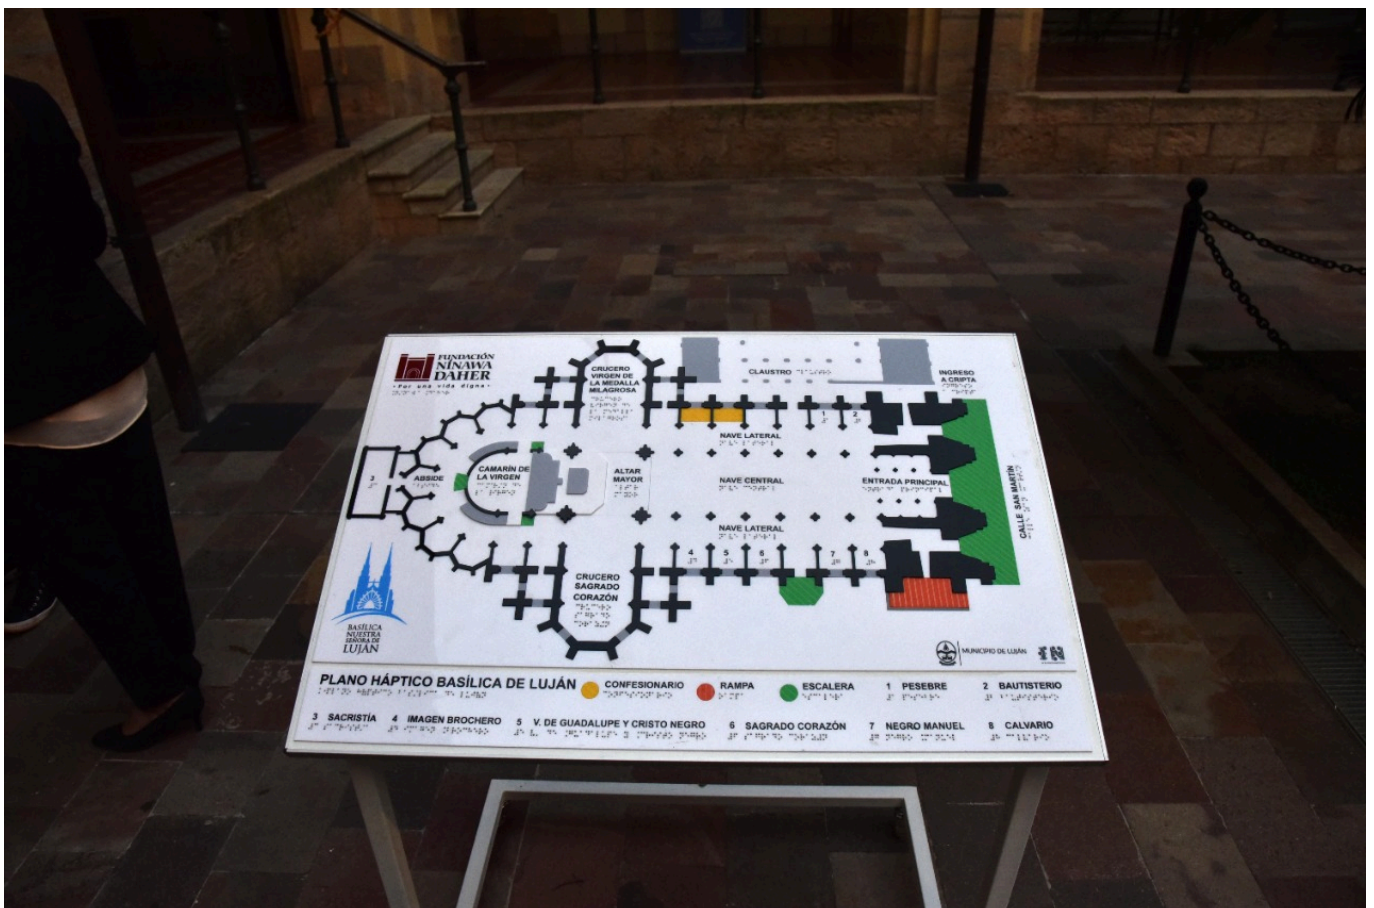 FUNDACIÓN
NÍNAWA
DAHER
· Por una vida digna ·
CRUCERO
VIRGEN DE
LA MEDALLA
MILAGROSA
CLAUSTRO
INGRESO
A CRIPTA
1
2
NAVE LATERAL
3
ABSIDE
CAMARÍN DE
LA VIRGEN
ALTAR
MAYOR
NAVE CENTRAL
ENTRADA PRINCIPAL
CALLE SAN MARTÍN
NAVE LATERAL
4
5
6
7
8
CRUCERO
SAGRADO
CORAZÓN
BASÍLICA
NUESTRA
SEÑORA DE
LUJÁN
MUNICIPIO DE LUJÁN
PLANO HÁPTICO BASÍLICA DE LUJÁN
CONFESIONARIO
RAMPA
ESCALERA
1 PESEBRE
2 BAUTISTERIO
3 SACRISTÍA
4 IMAGEN BROCHERO
5 V. DE GUADALUPE Y CRISTO NEGRO
6 SAGRADO CORAZÓN
7 NEGRO MANUEL
8 CALVARIO